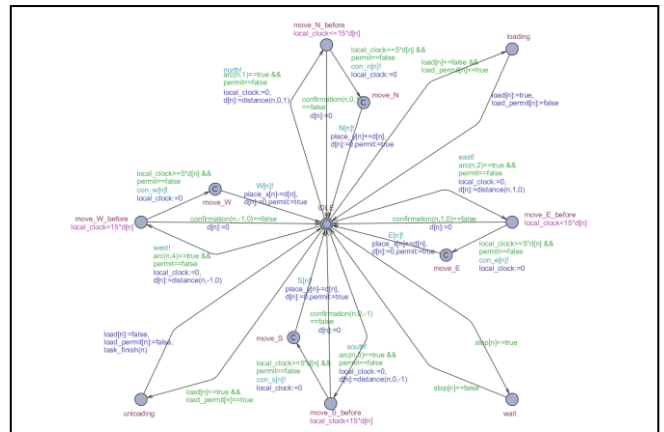 move_N_before
local_clock<=15*d[n]
loading
north!
arc(n,1)==true &&
permit==false
local_clock:=0,
d[n]:=distance(n,0,1)
local_clock>=5*d[n] &&
permit==false
con_n[n]!
local_clock:=0
load[n]==false &&
load_permit[n]==true
move_N
confirmation(n,0,
==false
d[n]:=0
load[n]:=true,
load_permit[n]:=false
N[n]!
place_y[n]+=d[n],
d[n]:=0,permit:=true
east!
arc(n,2)==true &&
permit==false
local_clock:=0,
d[n]:=distance(n,1,0)
local_clock>=5*d[n] &&
permit==false
con_w[n]!
local_clock:=0
move_W
W[n]!
place_x[n]-=d[n],
d[n]:=0,permit:=true
IDLE
move_W_before
local_clock<15*d[n]
confirmation(n,-1,0)==false
d[n]:=0
confirmation(n,1,0)==false
d[n]:=0
move_E_before
local_clock<15*d[n]
west!
arc(n,4)==true &&
permit==false
local_clock:=0,
d[n]:=distance(n,-1,0)
E[n]!
place_x[n]+=d[n],
d[n]:=0,permit:=true
move_E
local_clock>=5*d[n] &&
permit==false
con_e[n]!
local_clock:=0
S[n]!
place_y[n]-=d[n],
d[n]:=0,permit:=true
confirmation(n,0,-1)
==false
d[n]:=0
move_S
load[n]:=false,
load_permit[n]:=false,
task_finish(n)
south!
arc(n,3)==true &&
permit==false
local_clock:=0,
d[n]:=distance(n,0,-1)
stop[n]==true
local_clock>=5*d[n] &&
permit==false
con_s[n]!
local_clock:=0
load[n]==true &&
load_permit[n]==true
stop[n]==false
unloading
move_S_before
local_clock<15*d[n]
wait